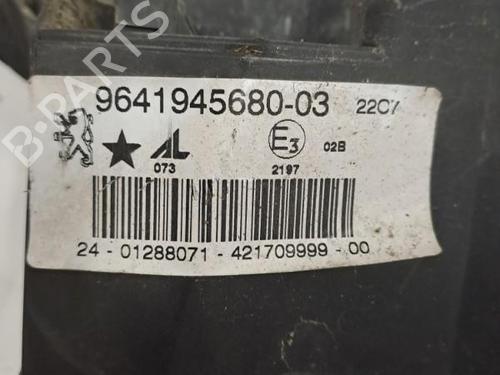 9641945680-03 22C7
AL E3 02B
073 2197
24 - 01288071 - 421709999 - 00
B-PARTS